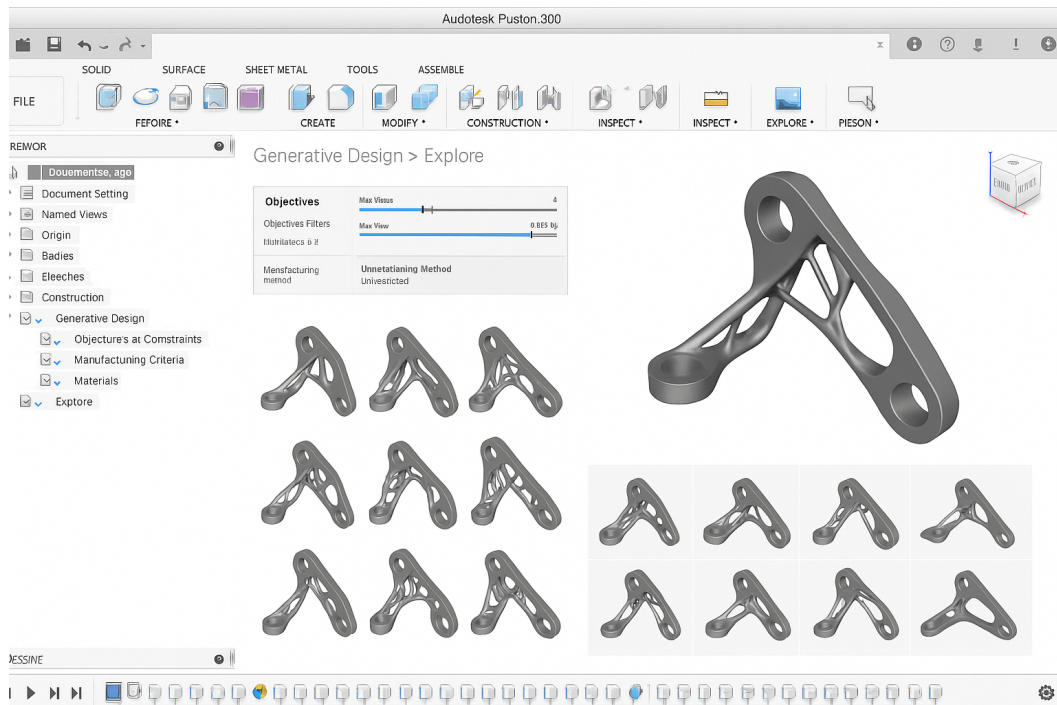 Audotesk Puston.300
SOLID SURFACE SHEET METAL TOOLS ASSEMBLE
FILE
FEFOIRE CREATE MODIFY CONSTRUCTION INSPECT INSPECT EXPLORE PIESON
REMOR
Douementse, ago
Document Setting
Named Views
Origin
Badies
Eleeches
Construction
Generative Design
Objecture's at Comstraints
Manufactuning Criteria
Materials
Exptore
Generative Design > Explore
Objectives
Objectives Filters
Max Vissus 4
Max View
Mensfacturing
method
Unnetatianing Method
Univesticted
DESSINE